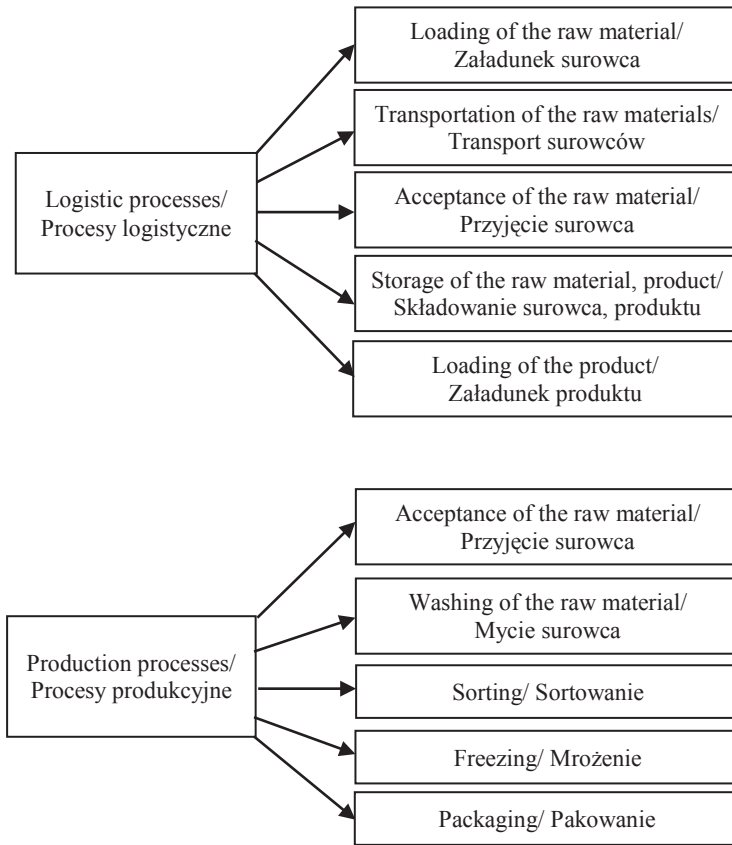 Logistic processes/
Procesy logistyczne
Loading of the raw material/
Załadunek surowca
Transportation of the raw materials/
Transport surowców
Acceptance of the raw material/
Przyjęcie surowca
Storage of the raw material, product/
Składowanie surowca, produktu
Loading of the product/
Załadunek produktu
Production processes/
Procesy produkcyjne
Acceptance of the raw material/
Przyjęcie surowca
Washing of the raw material/
Mycie surowca
Sorting/ Sortowanie
Freezing/ Mrożenie
Packaging/ Pakowanie